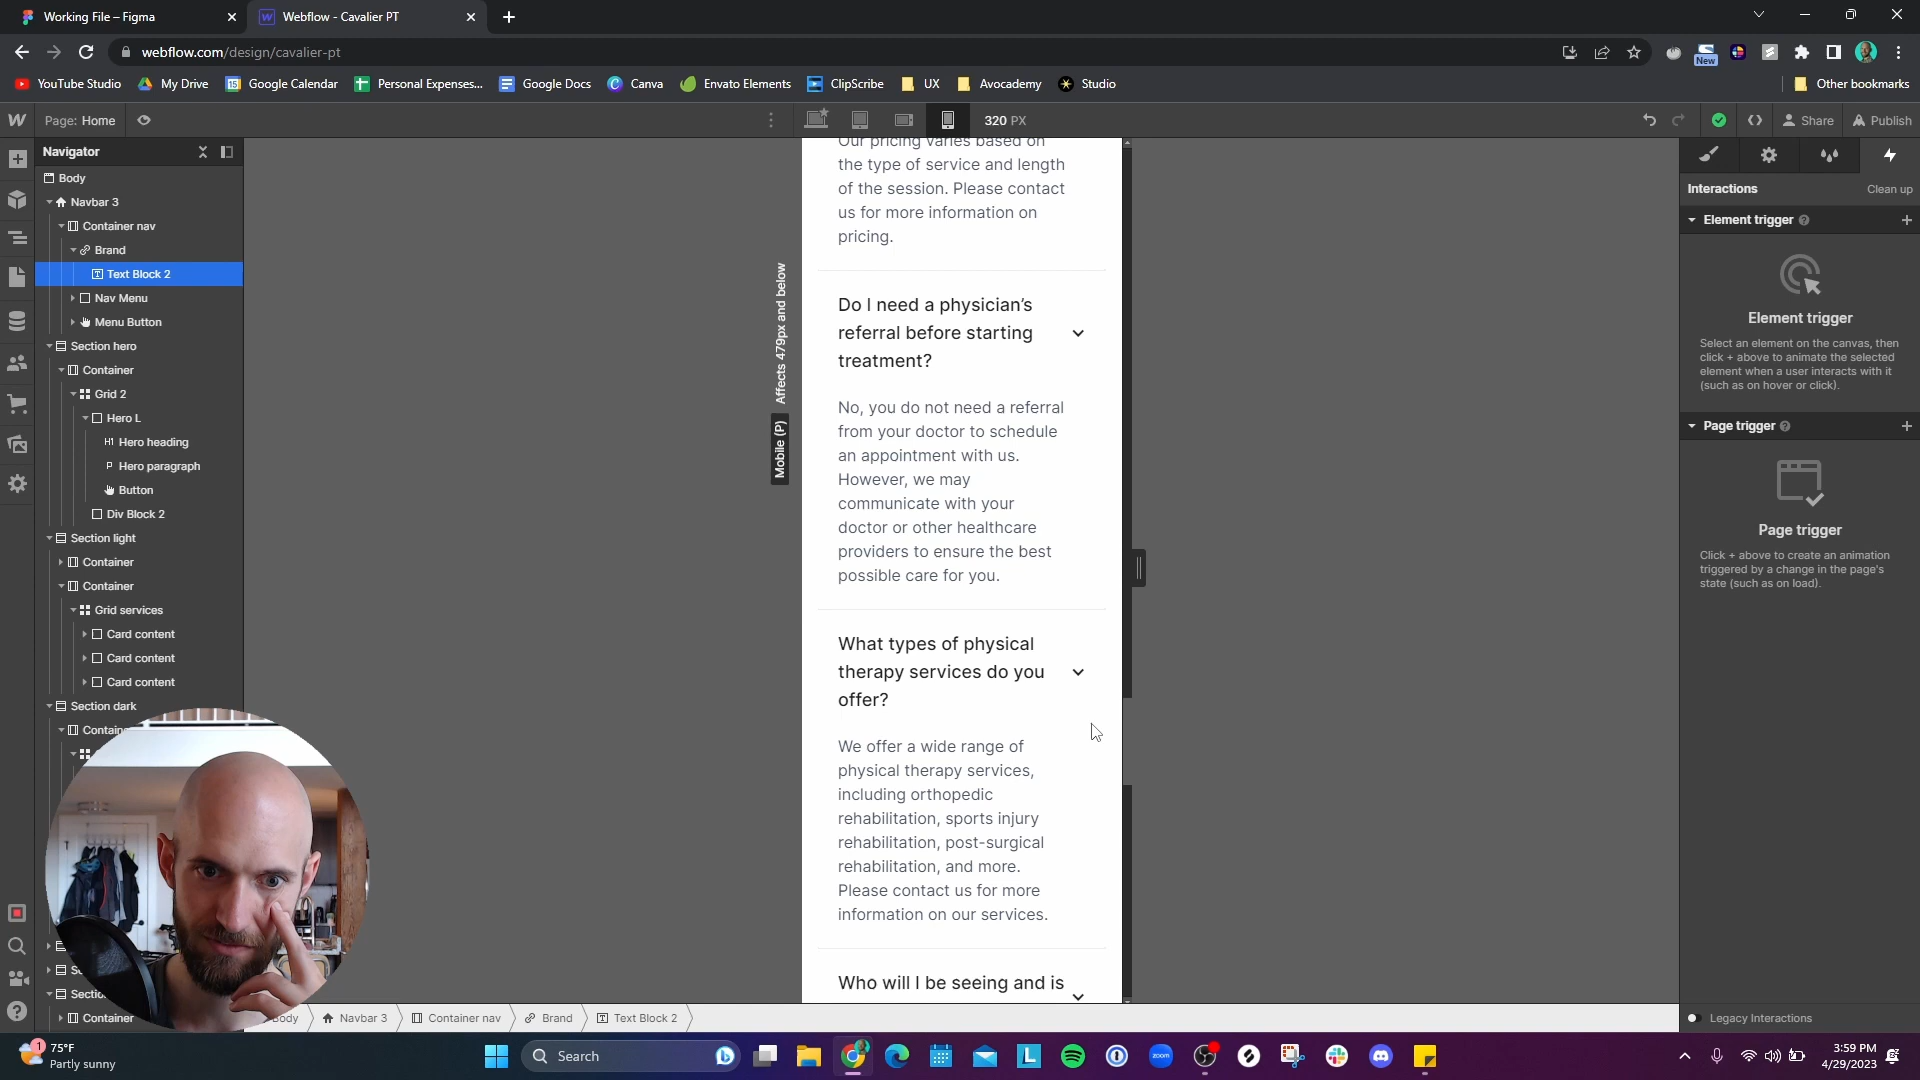 Working File – Figma
Webflow - Cavalier PT
webflow.com/design/cavalier-pt
New
YouTube Studio
My Drive
Google Calendar
Personal Expenses...
Google Docs
Canva
Envato Elements
ClipScribe
UX
Avocademy
Studio
Other bookmarks
Page: Home
320 PX
Share
Publish
Navigator
Body
Navbar 3
Container nav
Brand
Text Block 2
Nav Menu
Menu Button
Section hero
Container
Grid 2
Hero L
H1 Hero heading
P Hero paragraph
Button
Div Block 2
Section light
Container
Container
Grid services
Card content
Card content
Card content
Section dark
Container
Affects 479px and below
Mobile (P)
Our pricing varies based on
the type of service and length
of the session. Please contact
us for more information on
pricing.
Do I need a physician’s
referral before starting
treatment?
No, you do not need a referral
from your doctor to schedule
an appointment with us.
However, we may
communicate with your
doctor or other healthcare
providers to ensure the best
possible care for you.
What types of physical
therapy services do you
offer?
We offer a wide range of
physical therapy services,
including orthopedic
rehabilitation, sports injury
rehabilitation, post-surgical
rehabilitation, and more.
Please contact us for more
information on our services.
Who will I be seeing and is
Interactions
Clean up
Element trigger
Element trigger
Select an element on the canvas, then
click + above to animate the selected
element when a user interacts with it
(such as on hover or click).
Page trigger
Page trigger
Click + above to create an animation
triggered by a change in the page's
state (such as on load).
Legacy Interactions
Body
Navbar 3
Container nav
Brand
Text Block 2
1
75°F
Partly sunny
Search
zoom
3:59 PM
4/29/2023